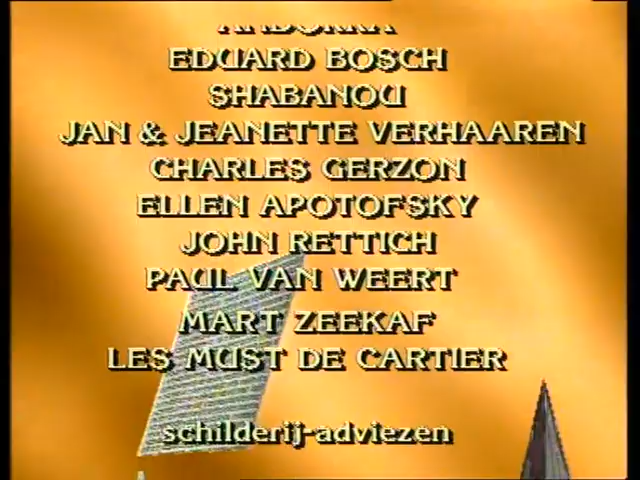 EDUARD BOSCH
SHABANOU
JAN & JEANETTE VERHAAREN
CHARLES GERZON
ELLEN APOTOFSKY
JOHN RETTICH
PAUL VAN WEERT
MART ZEEKAF
LES MUST DE CARTIER
schilderij-adviezen